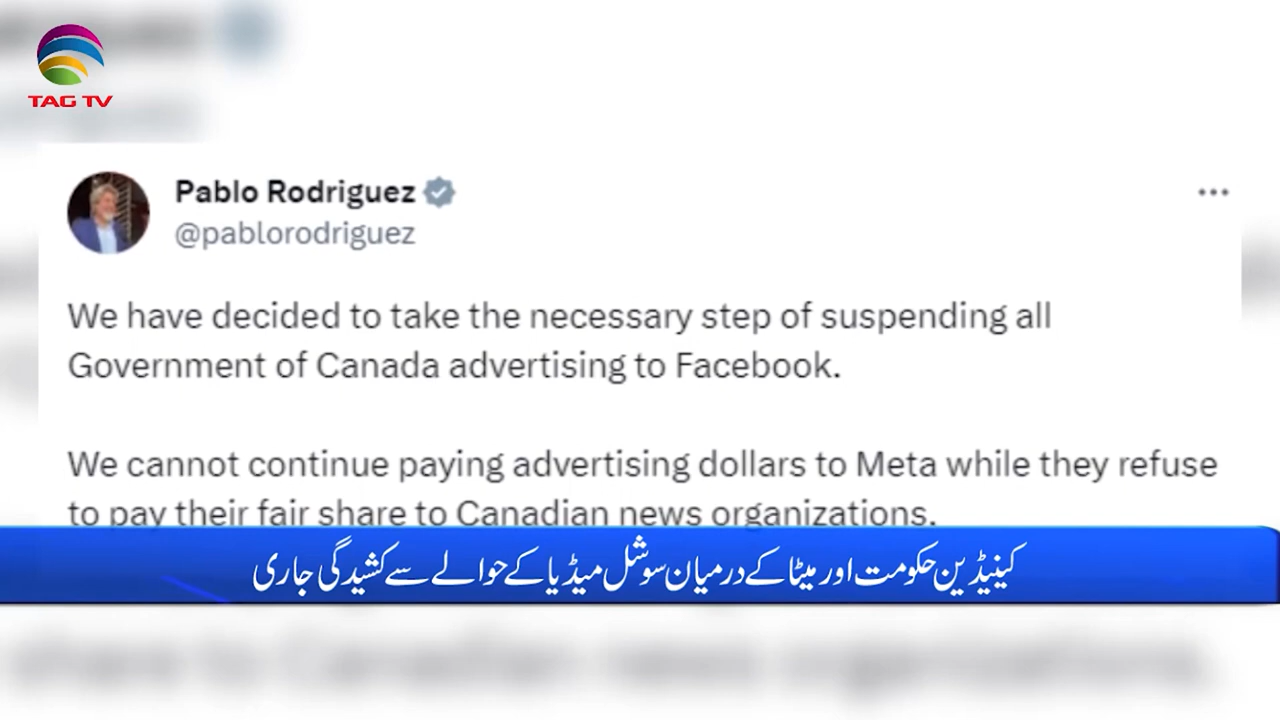 TAG TV
Pablo Rodriguez
@pablorodriguez
We have decided to take the necessary step of suspending all
Government of Canada advertising to Facebook.
We cannot continue paying advertising dollars to Meta while they refuse
to pay their fair share to Canadian news organizations.
کینیڈین حکومت اور میٹا کے درمیان سوشل میڈیا کے حوالے سے کشیدگی جاری